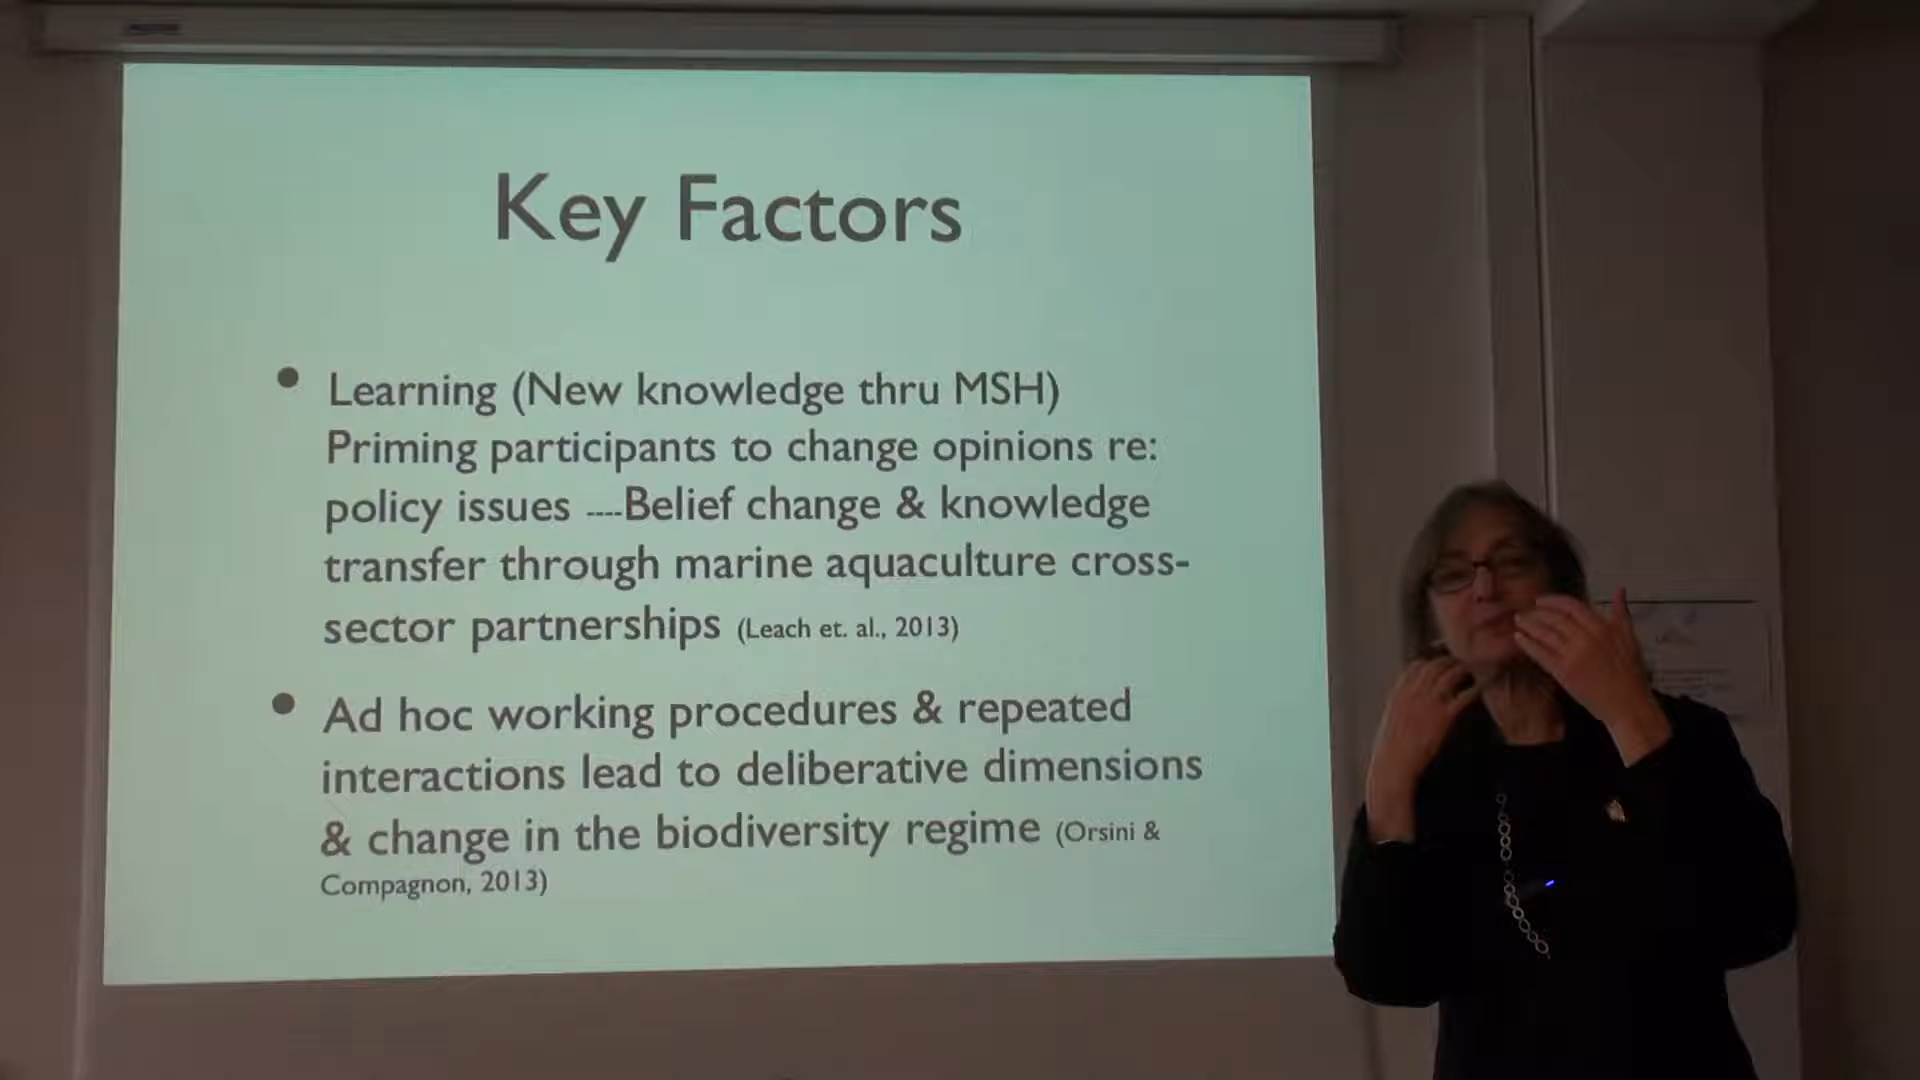 Key Factors
• Learning (New knowledge thru MSH)
Priming participants to change opinions re:
policy issues ----Belief change & knowledge
transfer through marine aquaculture cross-
sector partnerships (Leach et. al., 2013)
• Ad hoc working procedures & repeated
interactions lead to deliberative dimensions
& change in the biodiversity regime (Orsini &
Compagnon, 2013)